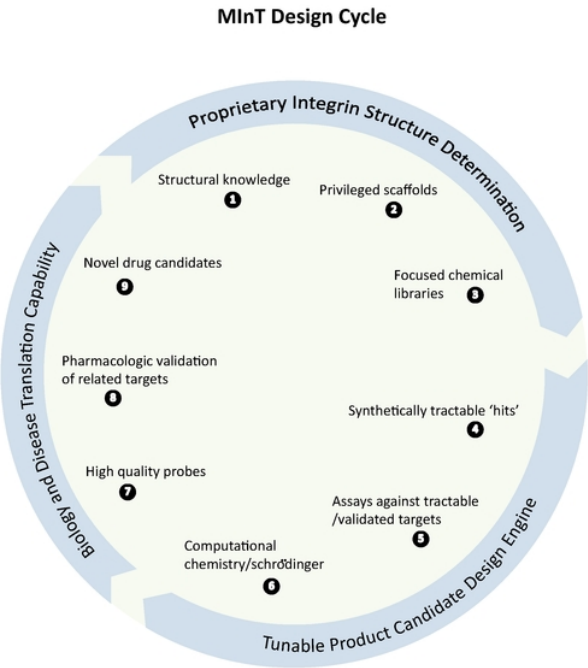 MInT Design Cycle
Proprietary Integrin Structure Determination
Structural knowledge
1
Privileged scaffolds
2
Focused chemical
libraries
3
Synthetically tractable ‘hits’
4
Assays against tractable
/validated targets
5
Computational
chemistry/schrödinger
6
High quality probes
7
Pharmacologic validation
of related targets
8
Novel drug candidates
9
Tunable Product Candidate Design Engine
Biology and Disease Translation Capability